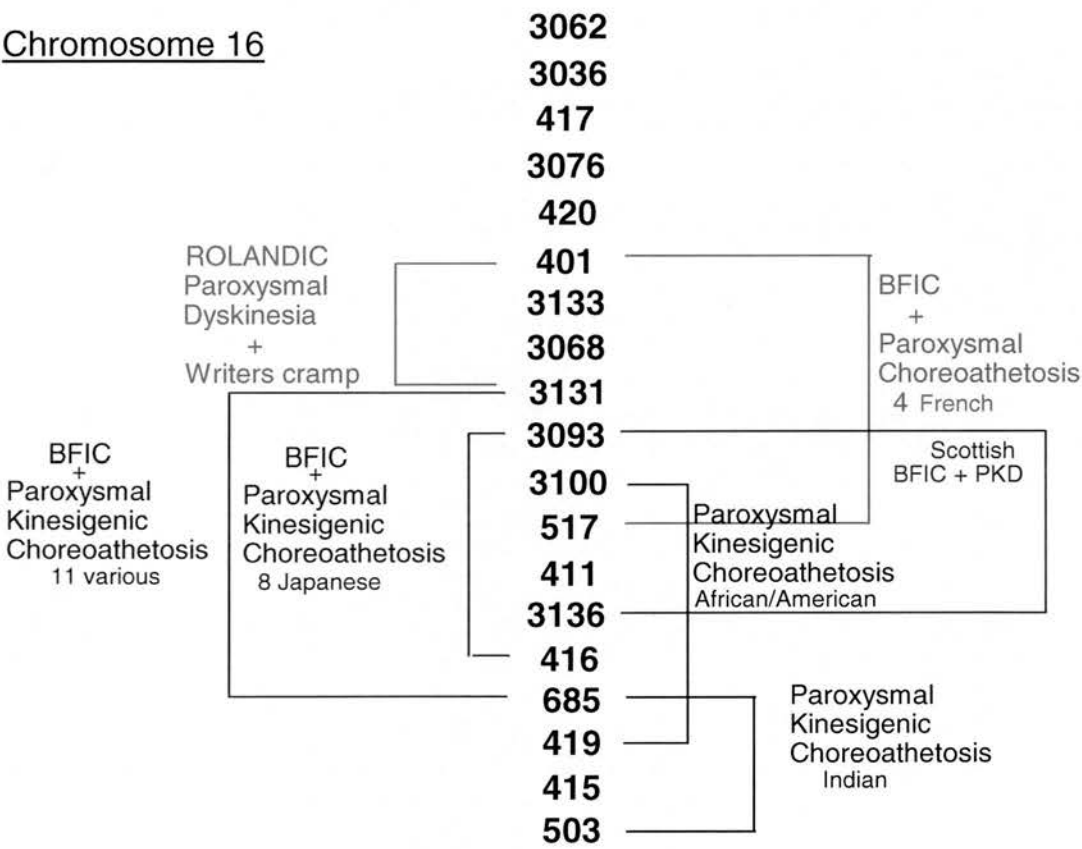 Chromosome 16
3062
3036
417
3076
420
401
3133
3068
3131
3093
3100
517
411
3136
416
685
419
415
503
ROLANDIC
Paroxysmal
Dyskinesia
+
Writers cramp
BFIC
+
Paroxysmal
Kinesigenic
Choreoathetosis
11 various
BFIC
+
Paroxysmal
Kinesigenic
Choreoathetosis
8 Japanese
BFIC
+
Paroxysmal
Choreoathetosis
4 French
Scottish
BFIC + PKD
Paroxysmal
Kinesigenic
Choreoathetosis
African/American
Paroxysmal
Kinesigenic
Choreoathetosis
Indian